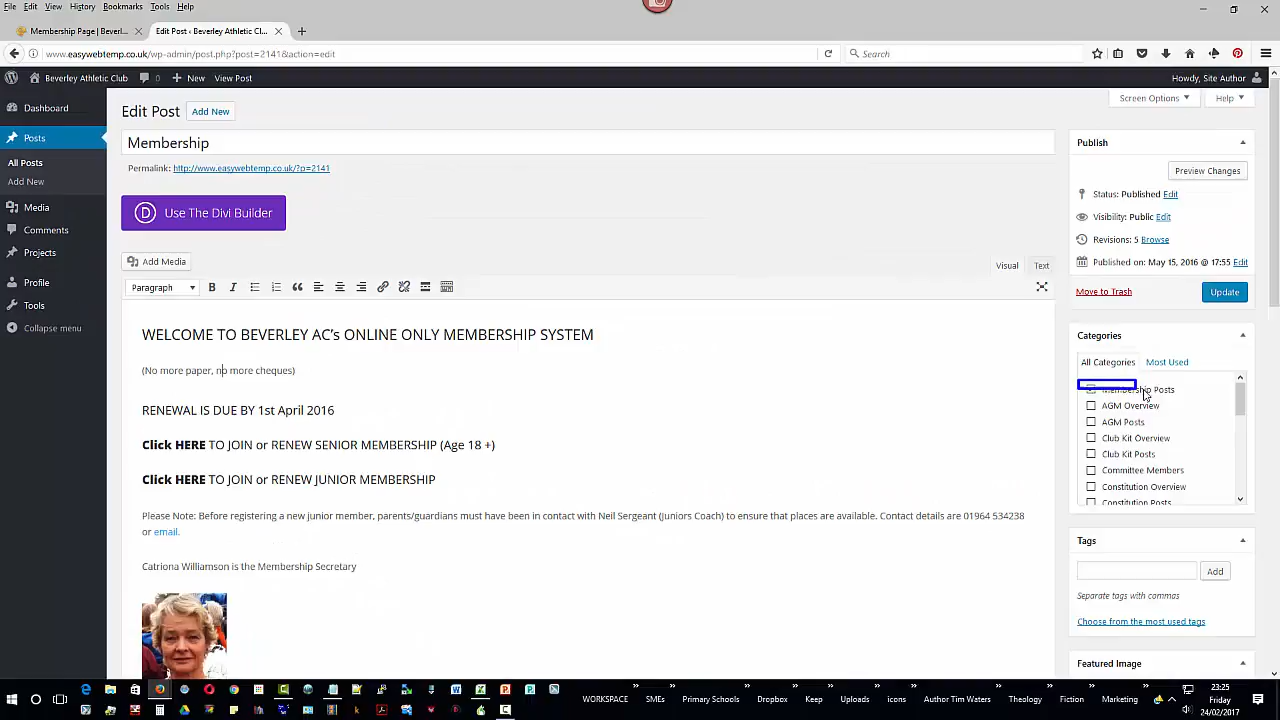 File Edit View History Bookmarks Tools Help
Membership Page | Beverl...
Edit Post ‹ Beverley Athletic Cl...
www.easywebtemp.co.uk/wp-admin/post.php?post=2141&action=edit
Search
Beverley Athletic Club 0 New View Post
Howdy, Site Author
Dashboard
Posts
All Posts
Add New
Media
Comments
Projects
Profile
Tools
Collapse menu
Screen Options
Help
Edit Post Add New
Membership
Permalink: http://www.easywebtemp.co.uk/?p=2141
D Use The Divi Builder
Add Media
Visual Text
Paragraph
WELCOME TO BEVERLEY AC’s ONLINE ONLY MEMBERSHIP SYSTEM
(No more paper, no more cheques)
RENEWAL IS DUE BY 1st April 2016
Click HERE TO JOIN or RENEW SENIOR MEMBERSHIP (Age 18 +)
Click HERE TO JOIN or RENEW JUNIOR MEMBERSHIP
Please Note: Before registering a new junior member, parents/guardians must have been in contact with Neil Sergeant (Juniors Coach) to ensure that places are available. Contact details are 01964 534238
or email.
Catriona Williamson is the Membership Secretary
Publish
Preview Changes
Status: Published Edit
Visibility: Public Edit
Revisions: 5 Browse
Published on: May 15, 2016 @ 17:55 Edit
Move to Trash
Update
Categories
All Categories Most Used
Membership Posts
AGM Overview
AGM Posts
Club Kit Overview
Club Kit Posts
Committee Members
Constitution Overview
Constitution Posts
Tags
Add
Separate tags with commas
Choose from the most used tags
Featured Image
WORKSPACE SMEs Primary Schools Dropbox Keep Uploads icons Author Tim Waters Theology Fiction Marketing
23:25
Friday
24/02/2017